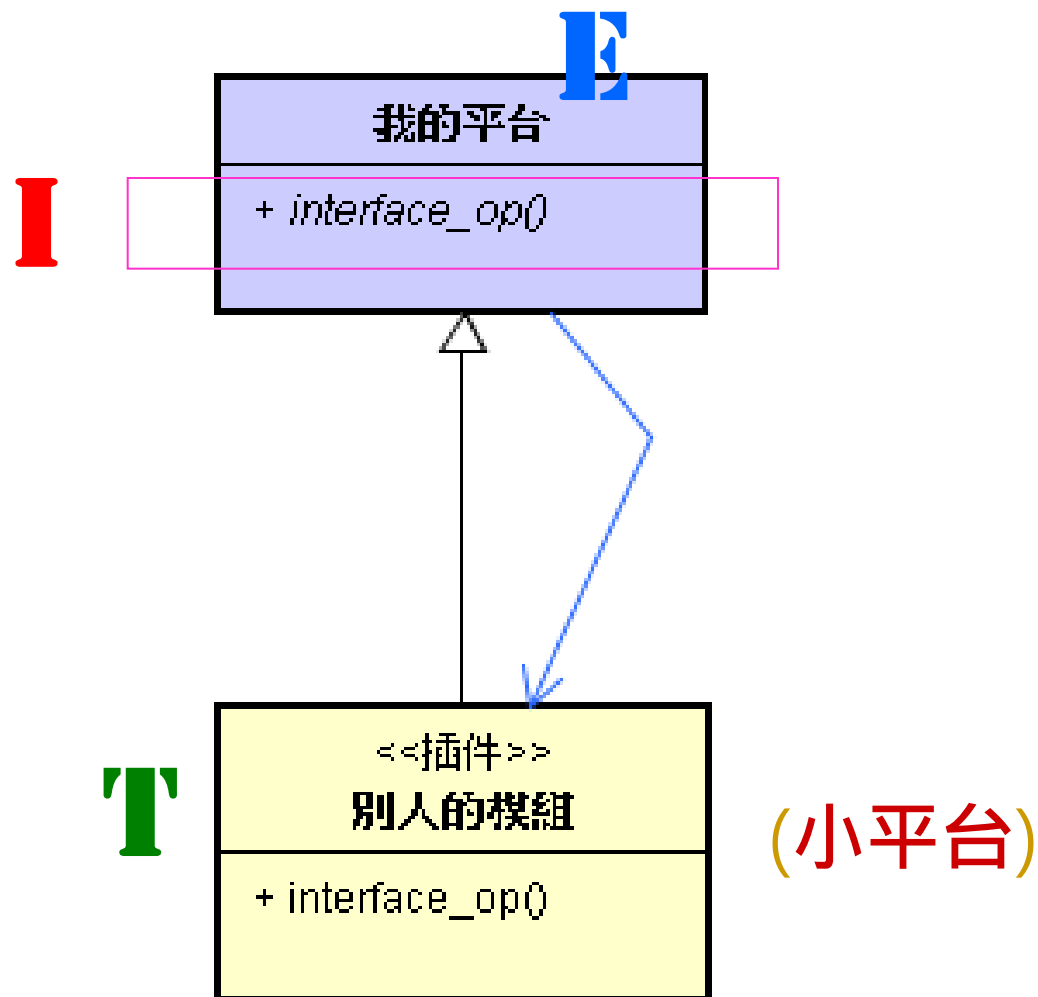 E
我的平台
I
+ interface_op()
<<插件>>
T
別人的模組
(小平台)
+ interface_op()